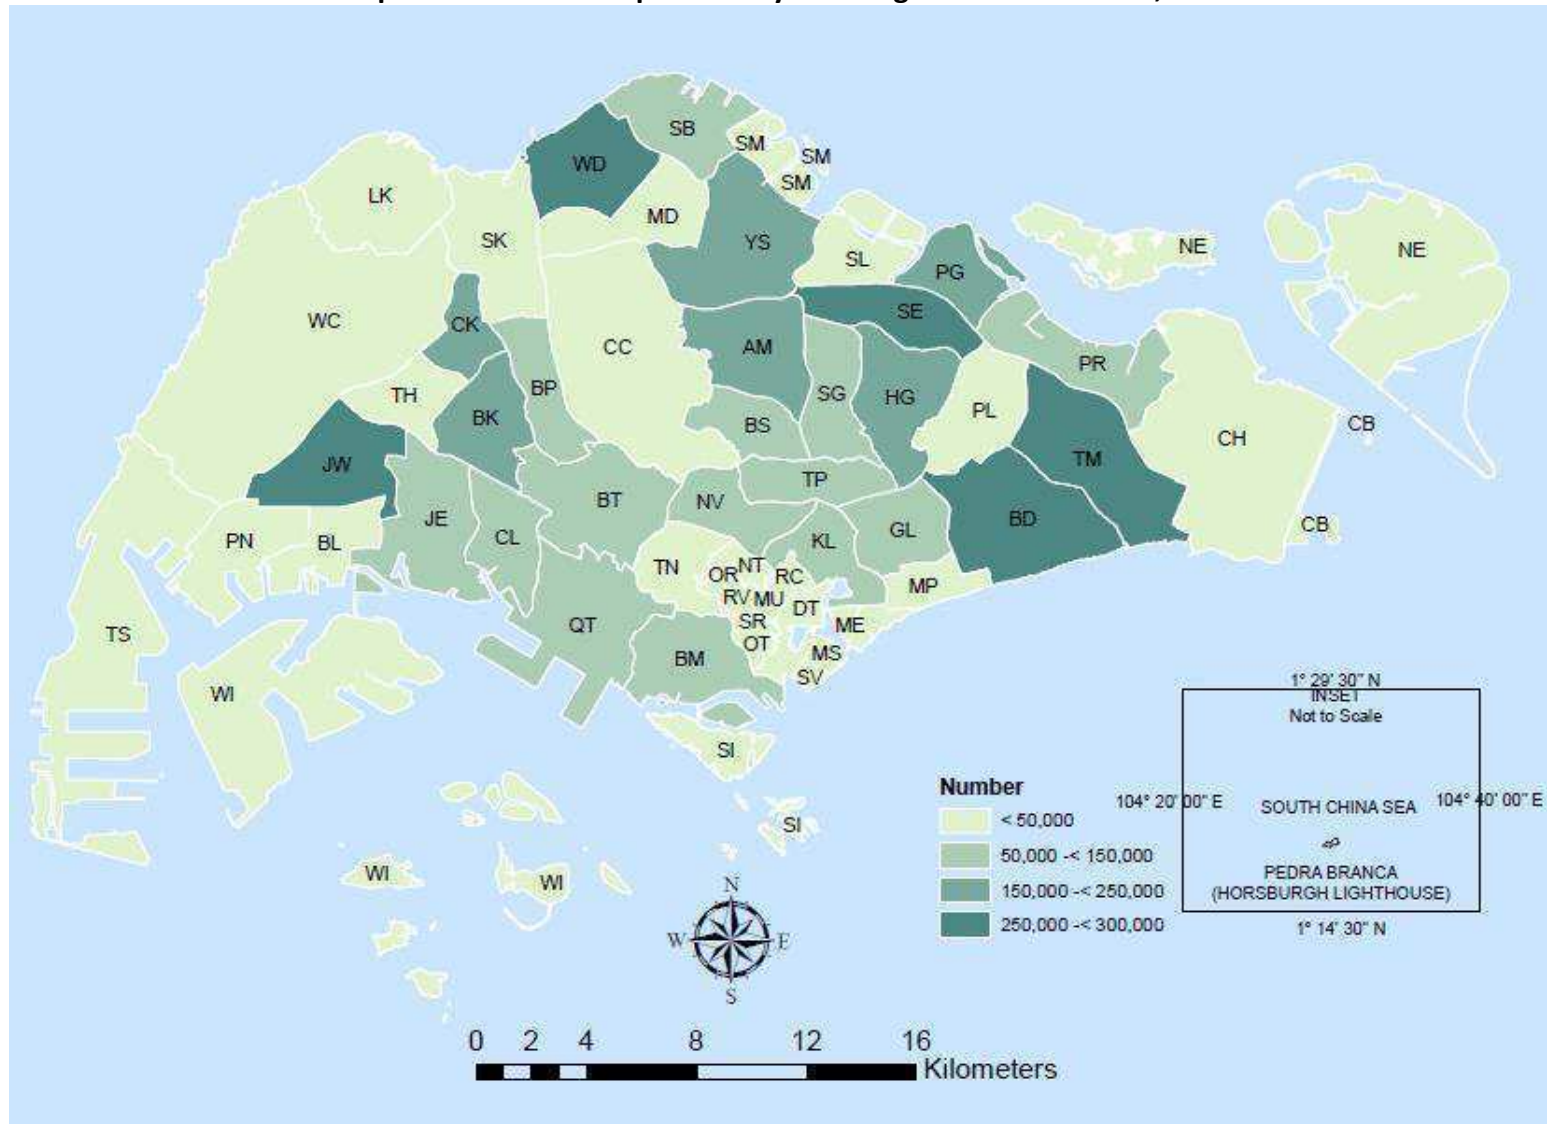 SB
SM
SM
WD
SM
LK
MD
SK
YS
NE
NE
SL
PG
SE
WC
CK
CC
AM
PR
TH
BP
SG
HG
BK
PL
BS
CH
CB
JW
TM
TP
BT
NV
JE
BD
CB
CL
GL
PN
BL
KL
TN
OR
NT
RC
MP
RV
MU
DT
SR
ME
TS
QT
OT
MS
BM
SV
WI
SI
1° 29' 30" N
INSET
Not to Scale
104° 20' 00" E
SOUTH CHINA SEA
104° 40' 00" E
PEDRA BRANCA
(HORSBURGH LIGHTHOUSE)
1° 14' 30" N
Number
< 50,000
50,000 -< 150,000
150,000 -< 250,000
250,000 -< 300,000
SI
WI
WI
N
W
E
S
0 2 4 8 12 16
Kilometers